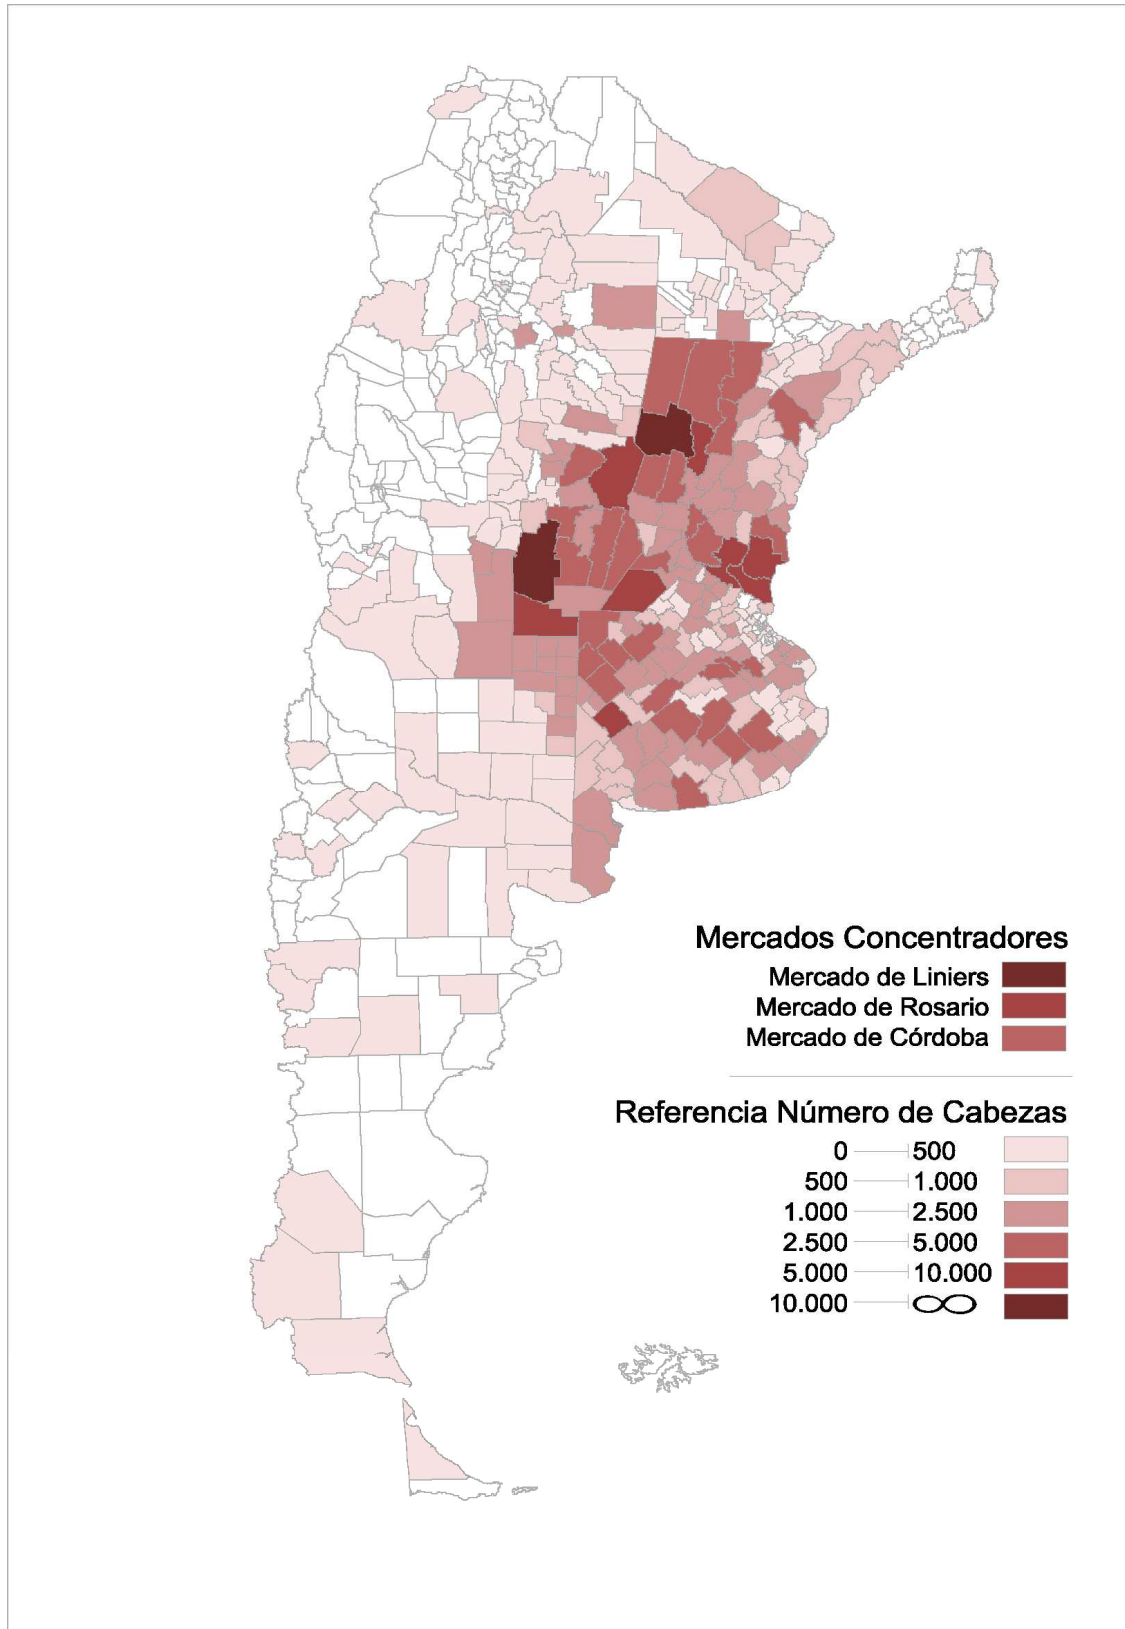 Mercados Concentradores
Mercado de Liniers
Mercado de Rosario
Mercado de Córdoba
Referencia Número de Cabezas
0 500
500 1.000
1.000 2.500
2.500 5.000
5.000 10.000
10.000 ∞